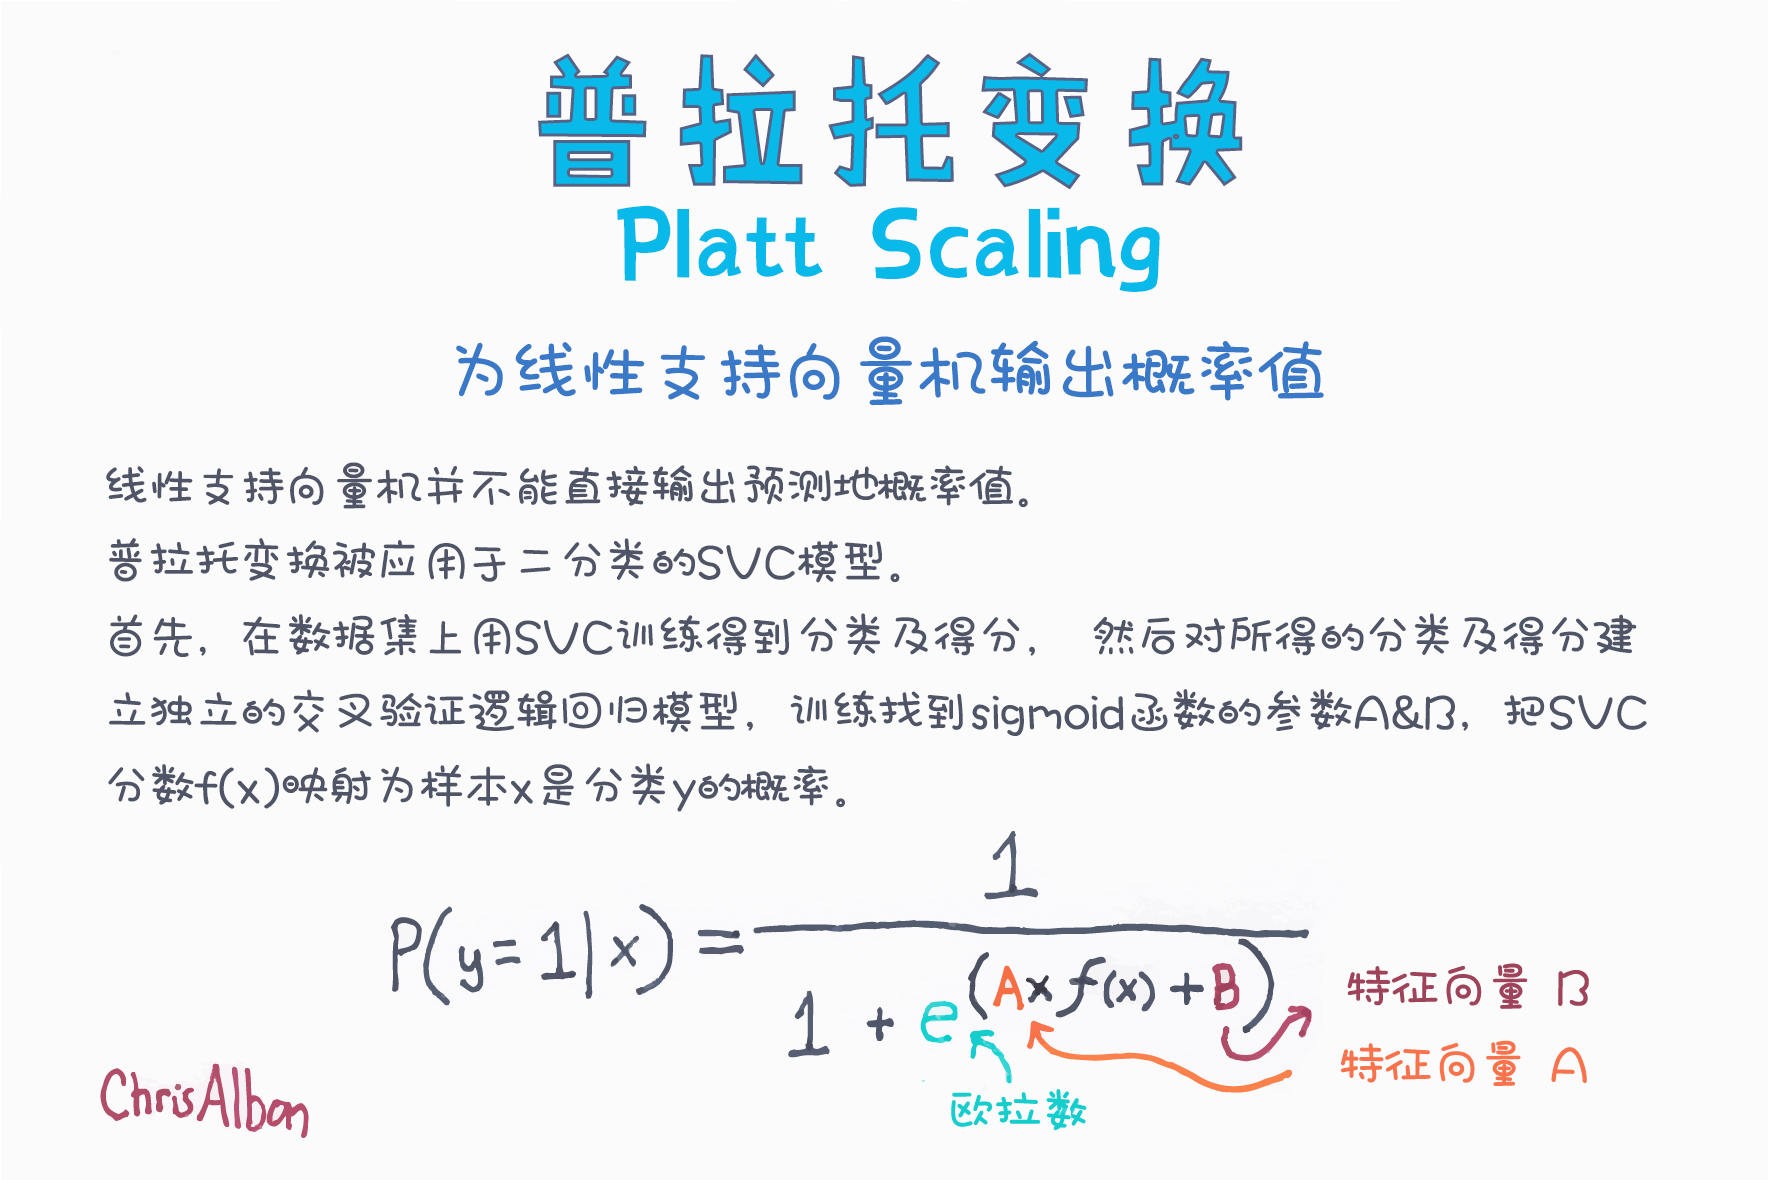 普拉托变换
Platt Scaling
为线性支持向量机输出概率值
线性支持向量机并不能直接输出预测地概率值。
普拉托变换被应用于二分类的SVC模型。
首先，在数据集上用SVC训练得到分类及得分， 然后对所得的分类及得分建
立独立的交叉验证逻辑回归模型，训练找到sigmoid函数的参数A&B，把SVC
分数f(x)映射为样本x是分类y的概率。
1
P(y=1|x) =
1 + e(A x f(x) + B)
特征向量 B
特征向量 A
欧拉数
ChrisAlbon